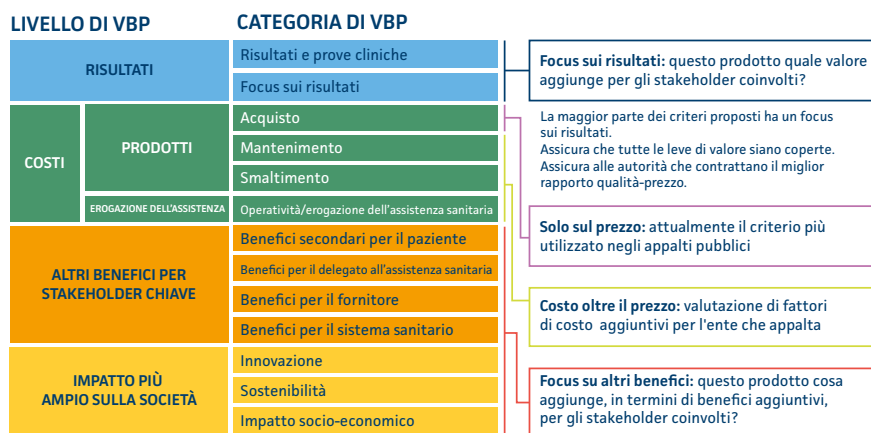 LIVELLO DI VBP
CATEGORIA DI VBP
RISULTATI
Risultati e prove cliniche
Focus sui risultati
COSTI
PRODOTTI
Acquisto
Mantenimento
Smaltimento
EROGAZIONE DELL'ASSISTENZA
Operatività/erogazione dell'assistenza sanitaria
ALTRI BENEFICI PER
STAKEHOLDER CHIAVE
Benefici secondari per il paziente
Benefici per il delegato all'assistenza sanitaria
Benefici per il fornitore
Benefici per il sistema sanitario
IMPATTO PIÙ
AMPIO SULLA SOCIETÀ
Innovazione
Sostenibilità
Impatto socio-economico
Focus sui risultati: questo prodotto quale valore
aggiunge per gli stakeholder coinvolti?
La maggior parte dei criteri proposti ha un focus
sui risultati.
Assicura che tutte le leve di valore siano coperte.
Assicura alle autorità che contrattano il miglior
rapporto qualità-prezzo.
Solo sul prezzo: attualmente il criterio più
utilizzato negli appalti pubblici
Costo oltre il prezzo: valutazione di fattori
di costo aggiuntivi per l'ente che appalta
Focus su altri benefici: questo prodotto cosa
aggiunge, in termini di benefici aggiuntivi,
per gli stakeholder coinvolti?